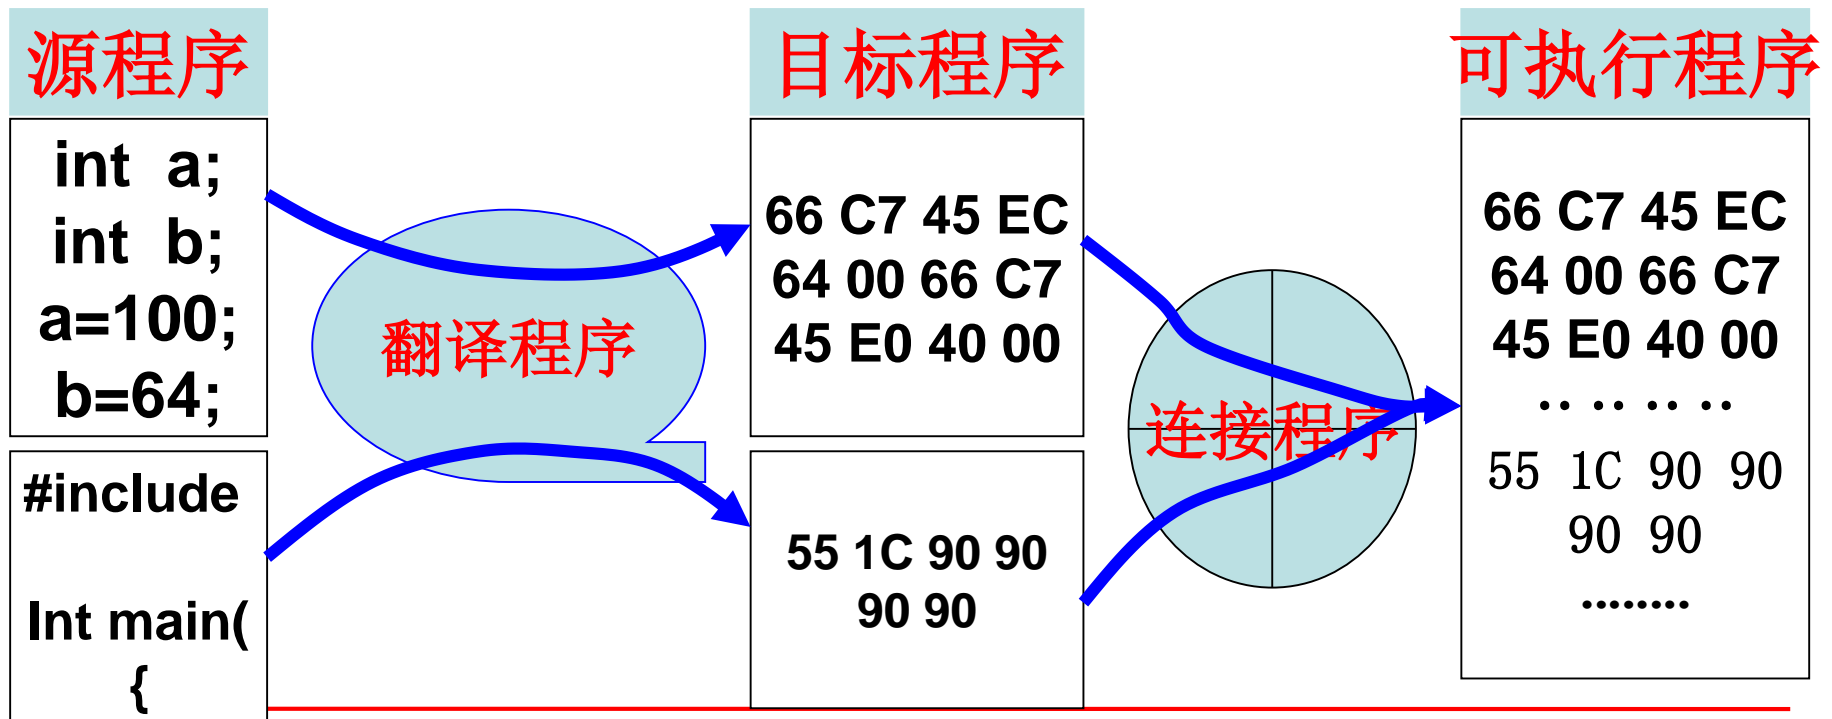 源程序
int a;
int b;
a=100;
b=64;
#include
Int main(
{
翻译程序
目标程序
66 C7 45 EC
64 00 66 C7
45 E0 40 00
55 1C 90 90
90 90
连接程序
可执行程序
66 C7 45 EC
64 00 66 C7
45 E0 40 00
.. .. .. ..
55 1C 90 90
90 90
........